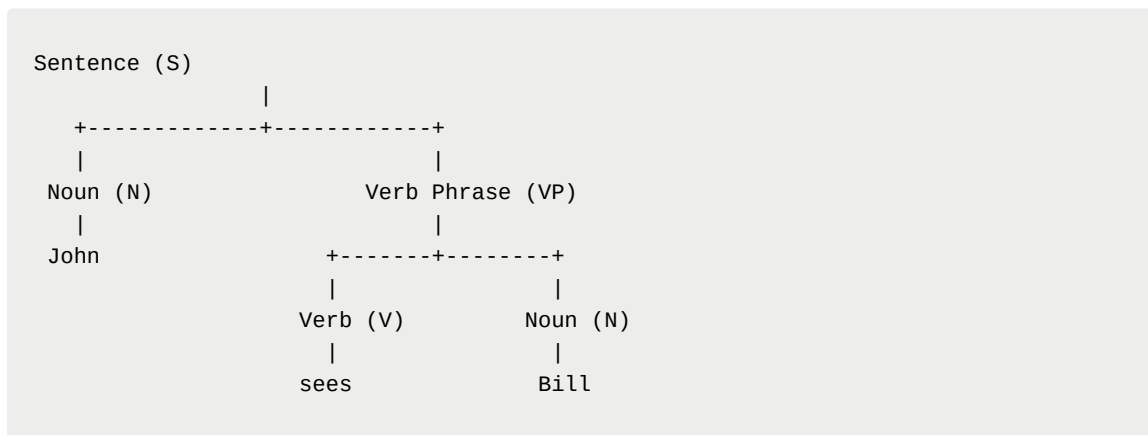 Sentence (S)
|
+-------------+------------+
| |
Noun (N) Verb Phrase (VP)
| |
John +-------+--------+
| |
Verb (V) Noun (N)
| |
sees Bill